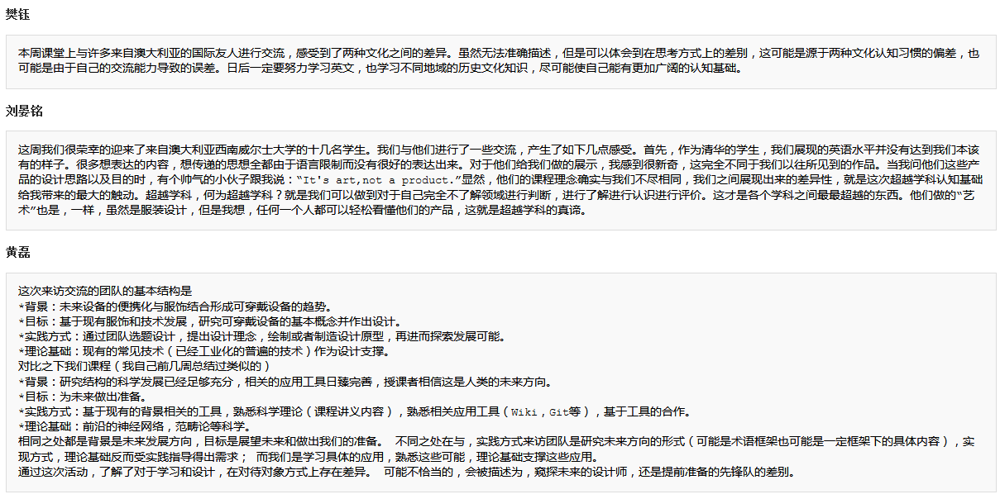 樊钰
本周课堂上与许多来自澳大利亚的国际友人进行交流，感受到了两种文化之间的差异。虽然无法准确描述，但是可以体会到在思考方式上的差别，这可能是源于两种文化认知习惯的偏差，也
可能是由于自己的交流能力导致的误差。日后一定要努力学习英文，也学习不同地域的历史文化知识，尽可能使自己能有更加广阔的认知基础。
刘晏铭
这周我们很荣幸的迎来了来自澳大利亚西南威尔士大学的十几名学生。我们与他们进行了一些交流，产生了如下几点感受。首先，作为清华的学生，我们展现的英语水平并没有达到我们本该
有的样子。很多想表达的内容，想传递的思想全都由于语言限制而没有很好的表达出来。对于他们给我们做的展示，我感到很新奇，这完全不同于我们以往所见到的作品。当我问他们这些产
品的设计思路以及目的时，有个帅气的小伙子跟我说：“It's art,not a product.”显然，他们的课程理念确实与我们不尽相同，我们之间展现出来的差异性，就是这次超越学科认知基础
给我带来的最大的触动。超越学科，何为超越学科？就是我们可以做到对于自己完全不了解领域进行判断，进行了解进行认识进行评价。这才是各个学科之间最最超越的东西。他们做的“艺
术”也是，一样，虽然是服装设计，但是我想，任何一个人都可以轻松看懂他们的产品，这就是超越学科的真谛。
黄磊
这次来访交流的团队的基本结构是
*背景：未来设备的便携化与服饰结合形成可穿戴设备的趋势。
*目标：基于现有服饰和技术发展，研究可穿戴设备的基本概念并作出设计。
*实践方式：通过团队选题设计，提出设计理念，绘制或者制造设计原型，再进而探索发展可能。
*理论基础：现有的常见技术（已经工业化的普遍的技术）作为设计支撑。
对比之下我们课程（我自己前几周总结过类似的）
*背景：研究结构的科学发展已经足够充分，相关的应用工具日臻完善，授课者相信这是人类的未来方向。
*目标：为未来做出准备。
*实践方式：基于现有的背景相关的工具，熟悉科学理论（课程讲义内容），熟悉相关应用工具（Wiki，Git等），基于工具的合作。
*理论基础：前沿的神经网络，范畴论等科学。
相同之处都是背景是未来发展方向，目标是展望未来和做出我们的准备。 不同之处在与，实践方式来访团队是研究未来方向的形式（可能是术语框架也可能是一定框架下的具体内容），实
现方式，理论基础反而受实践指导得出需求； 而我们是学习具体的应用，熟悉这些可能，理论基础支撑这些应用。
通过这次活动，了解了对于学习和设计，在对待对象方式上存在差异。 可能不恰当的，会被描述为，窥探未来的设计师，还是提前准备的先锋队的差别。